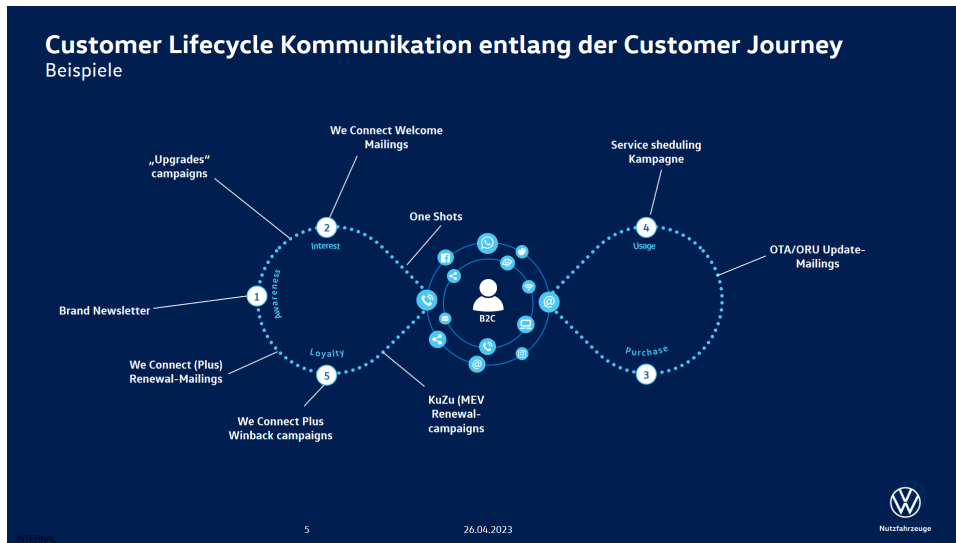 Customer Lifecycle Kommunikation entlang der Customer Journey
Beispiele
We Connect Welcome
Mailings
„Upgrades“
campaigns
Service sheduling
Kampagne
One Shots
2
Interest
4
Usage
OTA/ORU Update-
Mailings
Awareness
1
Brand Newsletter
@
B2C
Loyalty
5
Purchase
3
@
We Connect (Plus)
Renewal-Mailings
KuZu (MEV
Renewal-
campaigns
We Connect Plus
Winback campaigns
Nutzfahrzeuge
5
26.04.2023
INTERNAL